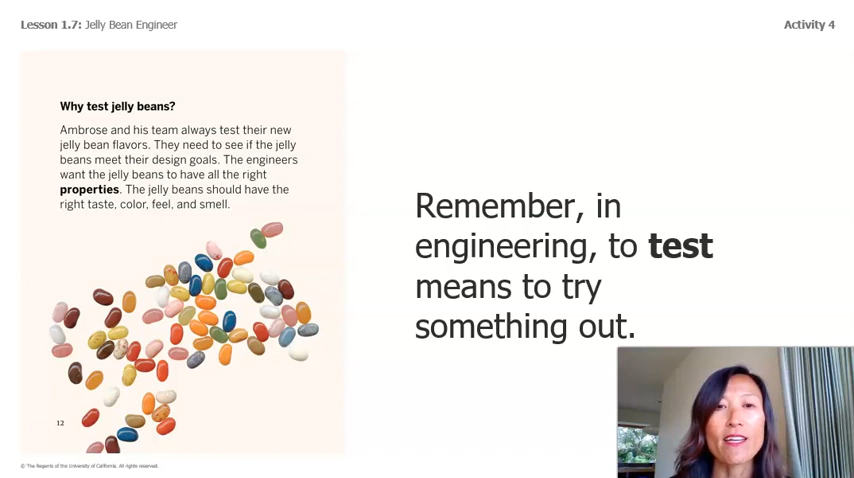 Lesson 1.7: Jelly Bean Engineer
Activity 4
Why test jelly beans?
Ambrose and his team always test their new
jelly bean flavors. They need to see if the jelly
beans meet their design goals. The engineers
want the jelly beans to have all the right
properties. The jelly beans should have the
right taste, color, feel, and smell.
12
Remember, in
engineering, to test
means to try
something out.
© The Regents of the University of California. All rights reserved.